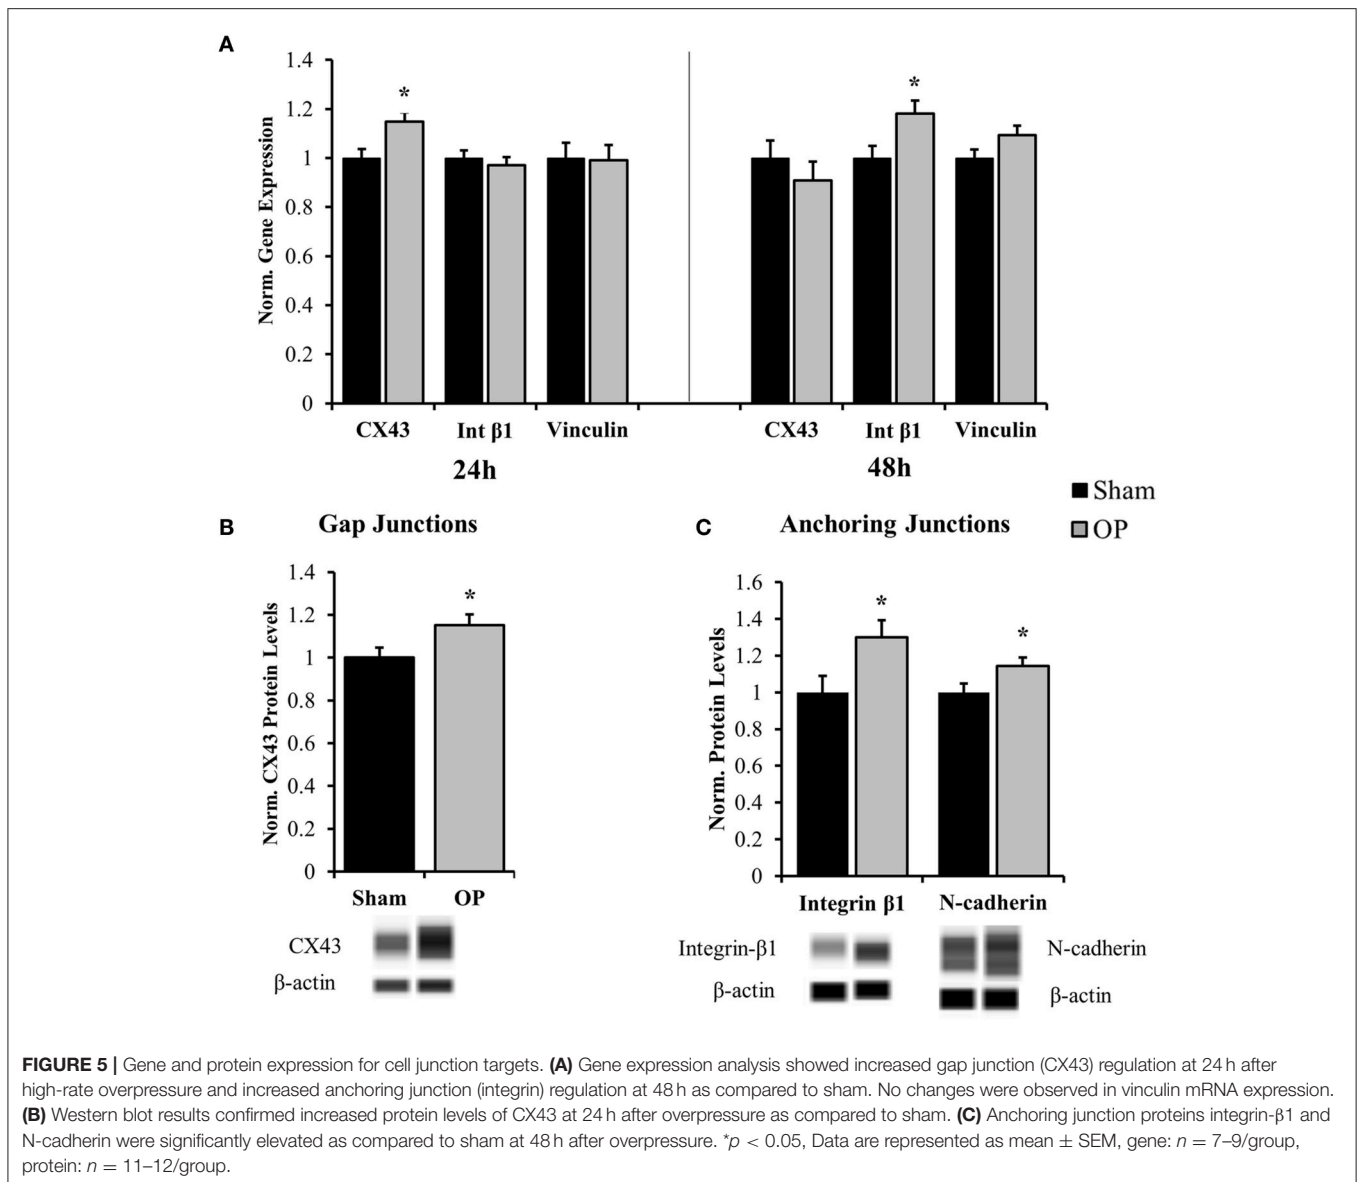 A
1.4
1.2
1
0.8
0.6
0.4
0.2
0
Norm. Gene Expression
*
*
CX43 Int β1 Vinculin CX43 Int β1 Vinculin
24h 48h
Sham
OP
B Gap Junctions
1.4
1.2
1
0.8
0.6
0.4
0.2
0
Norm. CX43 Protein Levels
*
Sham OP
CX43
β-actin
C Anchoring Junctions
1.6
1.4
1.2
1
0.8
0.6
0.4
0.2
0
Norm. Protein Levels
*
*
Integrin β1 N-cadherin
Integrin-β1 N-cadherin
β-actin β-actin
FIGURE 5 | Gene and protein expression for cell junction targets. (A) Gene expression analysis showed increased gap junction (CX43) regulation at 24 h after
high-rate overpressure and increased anchoring junction (integrin) regulation at 48 h as compared to sham. No changes were observed in vinculin mRNA expression.
(B) Western blot results confirmed increased protein levels of CX43 at 24 h after overpressure as compared to sham. (C) Anchoring junction proteins integrin-β1 and
N-cadherin were significantly elevated as compared to sham at 48 h after overpressure. *p < 0.05, Data are represented as mean ± SEM, gene: n = 7–9/group,
protein: n = 11–12/group.